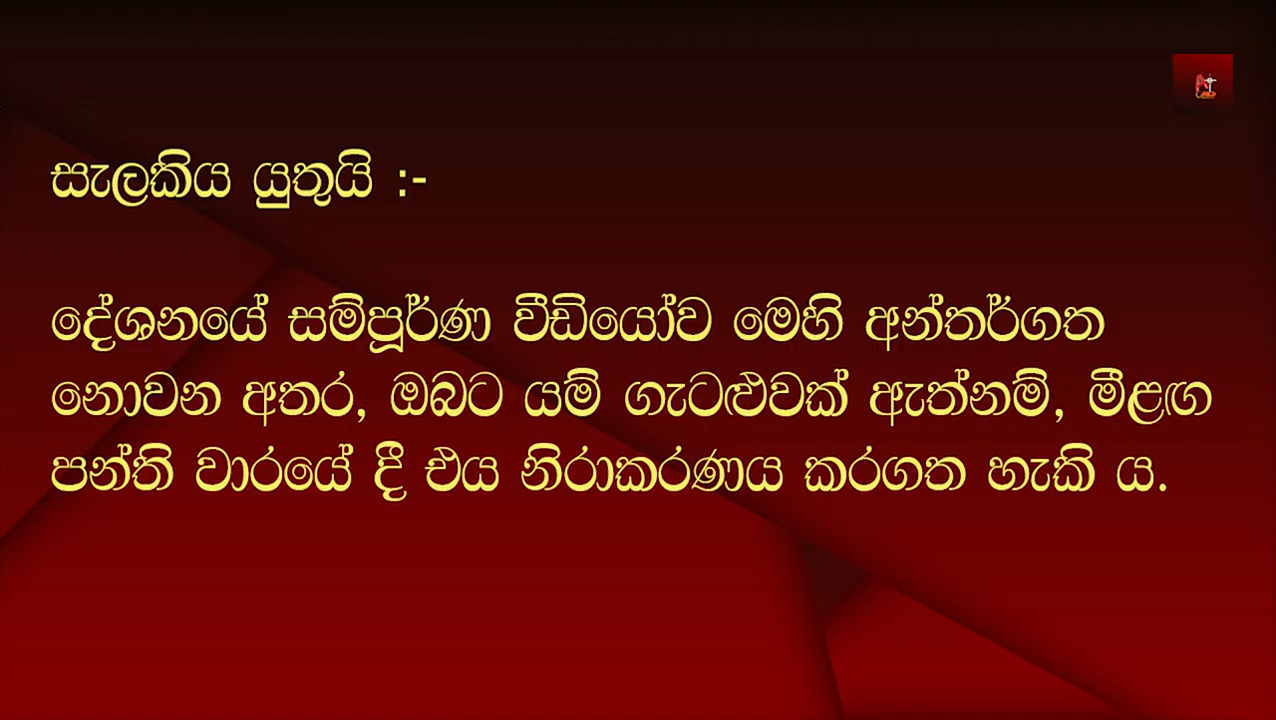 සැලකිය යුතුයි :-
දේශනයේ සම්පූර්ණ වීඩියෝව මෙහි අන්තර්ගත
නොවන අතර, ඔබට යම් ගැටළුවක් ඇත්නම්, මීළඟ
පන්ති වාරයේ දී එය නිරාකරණය කරගත හැකි ය.